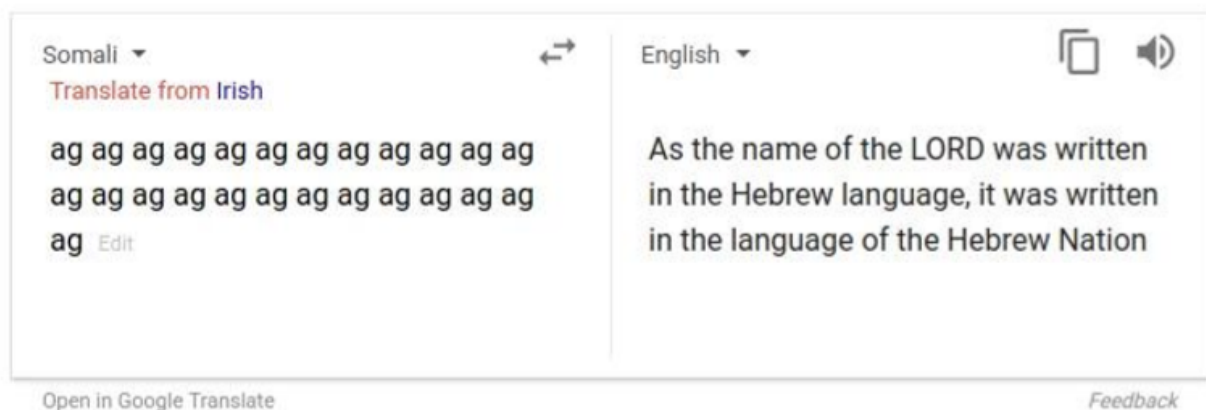 Somali
English
Translate from Irish
ag ag ag ag ag ag ag ag ag ag ag ag
ag ag ag ag ag ag ag ag ag ag ag ag
ag Edit
As the name of the LORD was written
in the Hebrew language, it was written
in the language of the Hebrew Nation
Open in Google Translate
Feedback